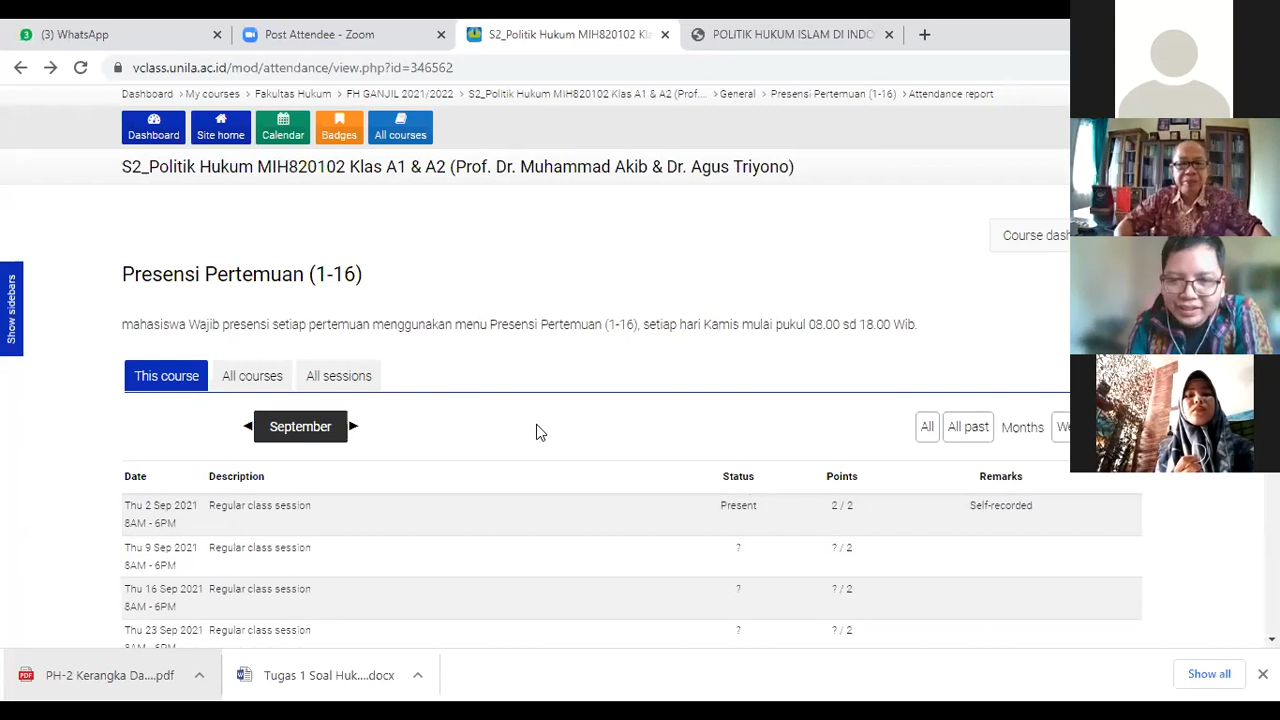 3 (3) WhatsApp
Post Attendee - Zoom
S2_Politik Hukum MIH820102 Kla
POLITIK HUKUM ISLAM DI INDO
vclass.unila.ac.id/mod/attendance/view.php?id=346562
Dashboard > My courses > Fakultas Hukum > FH GANJIL 2021/2022 > S2_Politik Hukum MIH820102 Klas A1 & A2 (Prof... > General > Presensi Pertemuan (1-16) > Attendance report
Dashboard Site home Calendar Badges All courses
S2_Politik Hukum MIH820102 Klas A1 & A2 (Prof. Dr. Muhammad Akib & Dr. Agus Triyono)
Course dash
Show sidebars
Presensi Pertemuan (1-16)
mahasiswa Wajib presensi setiap pertemuan menggunakan menu Presensi Pertemuan (1-16), setiap hari Kamis mulai pukul 08.00 sd 18.00 Wib.
This course All courses All sessions
September All All past Months We
Date Description Status Points Remarks
Thu 2 Sep 2021 Regular class session Present 2 / 2 Self-recorded
8AM - 6PM
Thu 9 Sep 2021 Regular class session ? ? / 2
8AM - 6PM
Thu 16 Sep 2021 Regular class session ? ? / 2
8AM - 6PM
Thu 23 Sep 2021 Regular class session ? ? / 2
8AM - 6PM
PH-2 Kerangka Da....pdf
Tugas 1 Soal Huk....docx
Show all